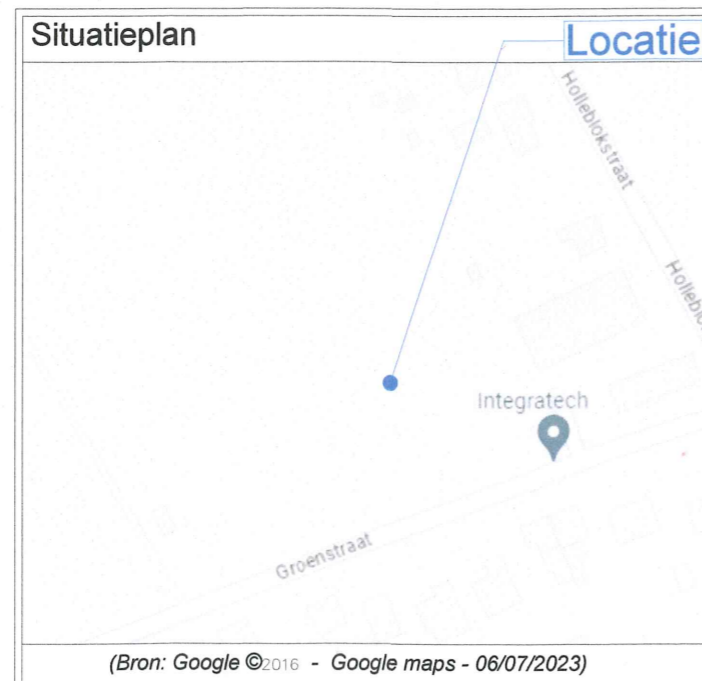 Situatieplan
Locatie
Holleblokstraat
Integratech
Groenstraat
(Bron: Google ©2016 - Google maps - 06/07/2023)